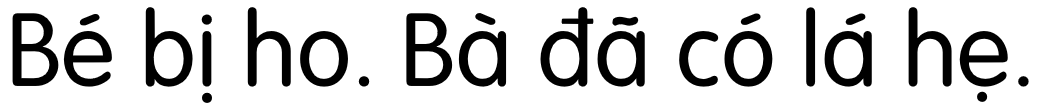 Bé bị ho. Bà đã có lá hẹ.